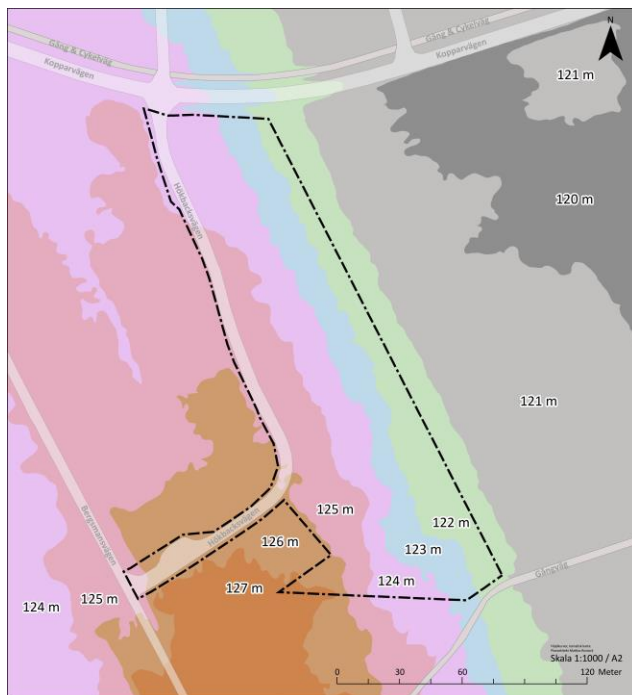 Gång & Cykelväg
Kopparvägen
Gång & Cykelväg
Kopparvägen
N
121 m
120 m
Hökbacksvägen
121 m
125 m
122 m
126 m
123 m
Hökbacksvägen
Bergsmansvägen
Gångväg
127 m
124 m
125 m
124 m
Skala 1:1000 / A2
0 30 60 120 Meter